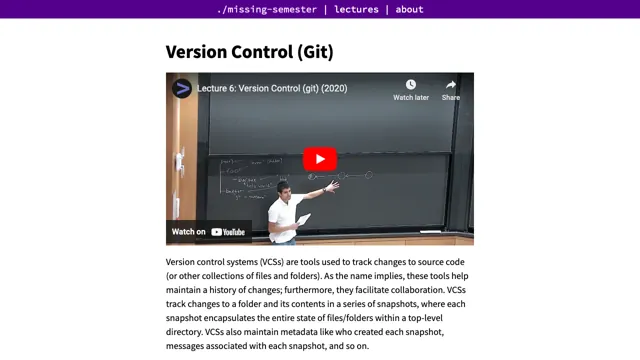 ./missing-semester | lectures | about
Version Control (Git)
Lecture 6: Version Control (git) (2020)
Watch later
Share
Watch on YouTube
Version control systems (VCSs) are tools used to track changes to source code
(or other collections of files and folders). As the name implies, these tools help
maintain a history of changes; furthermore, they facilitate collaboration. VCSs
track changes to a folder and its contents in a series of snapshots, where each
snapshot encapsulates the entire state of files/folders within a top-level
directory. VCSs also maintain metadata like who created each snapshot,
messages associated with each snapshot, and so on.